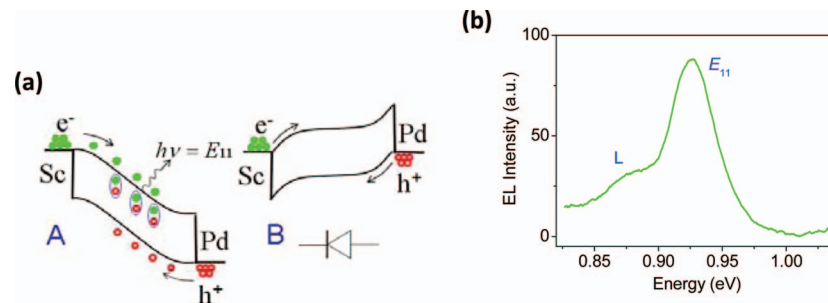 (a)
e⁻
hν = E₁₁
Sc
A
Pd
h⁺
e⁻
Pd
Sc
h⁺
B
(b)
100
50
0
EL Intensity (a.u.)
L
E₁₁
0.85 0.90 0.95 1.00
Energy (eV)